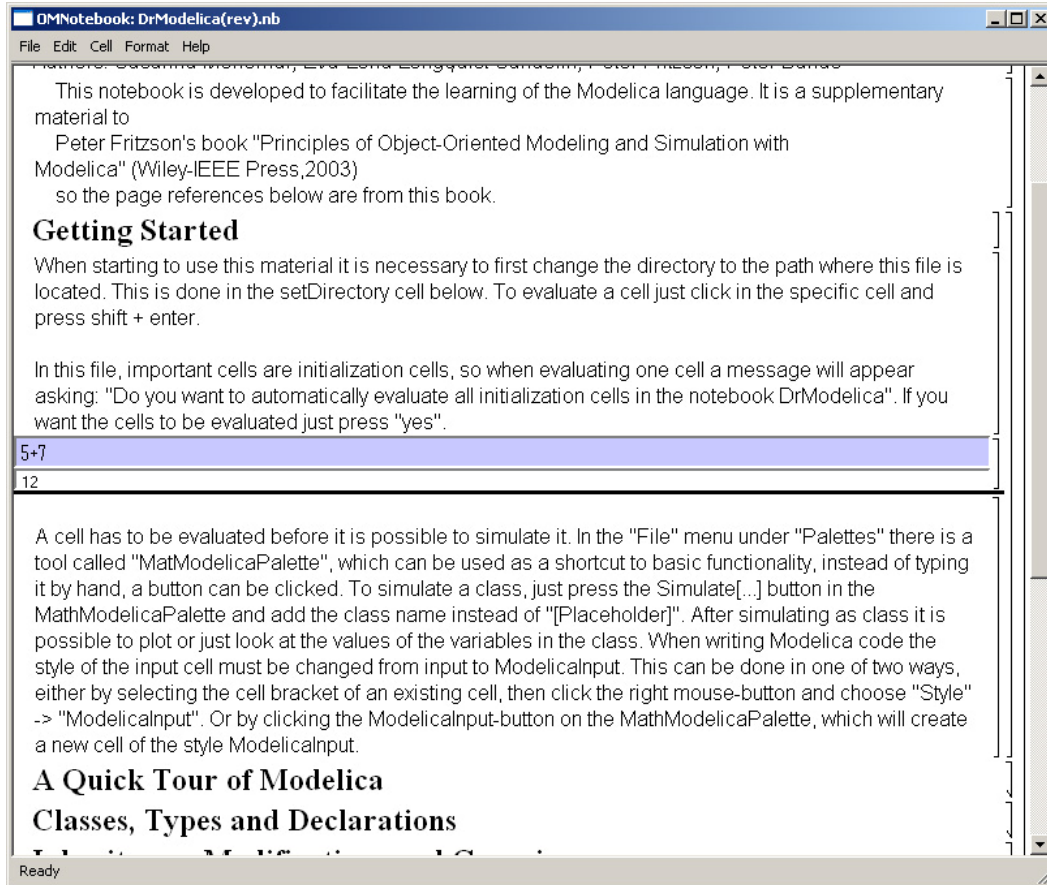 OMNotebook: DrModelica(rev).nb
File Edit Cell Format Help
This notebook is developed to facilitate the learning of the Modelica language. It is a supplementary
material to
Peter Fritzson's book "Principles of Object-Oriented Modeling and Simulation with
Modelica" (Wiley-IEEE Press,2003)
so the page references below are from this book.
Getting Started
When starting to use this material it is necessary to first change the directory to the path where this file is
located. This is done in the setDirectory cell below. To evaluate a cell just click in the specific cell and
press shift + enter.
In this file, important cells are initialization cells, so when evaluating one cell a message will appear
asking: "Do you want to automatically evaluate all initialization cells in the notebook DrModelica". If you
want the cells to be evaluated just press "yes".
5+7
12
A cell has to be evaluated before it is possible to simulate it. In the "File" menu under "Palettes" there is a
tool called "MatModelicaPalette", which can be used as a shortcut to basic functionality, instead of typing
it by hand, a button can be clicked. To simulate a class, just press the Simulate[...] button in the
MathModelicaPalette and add the class name instead of "[Placeholder]". After simulating as class it is
possible to plot or just look at the values of the variables in the class. When writing Modelica code the
style of the input cell must be changed from input to ModelicaInput. This can be done in one of two ways,
either by selecting the cell bracket of an existing cell, then click the right mouse-button and choose "Style"
-> "ModelicaInput". Or by clicking the ModelicaInput-button on the MathModelicaPalette, which will create
a new cell of the style ModelicaInput.
A Quick Tour of Modelica
Classes, Types and Declarations
Ready